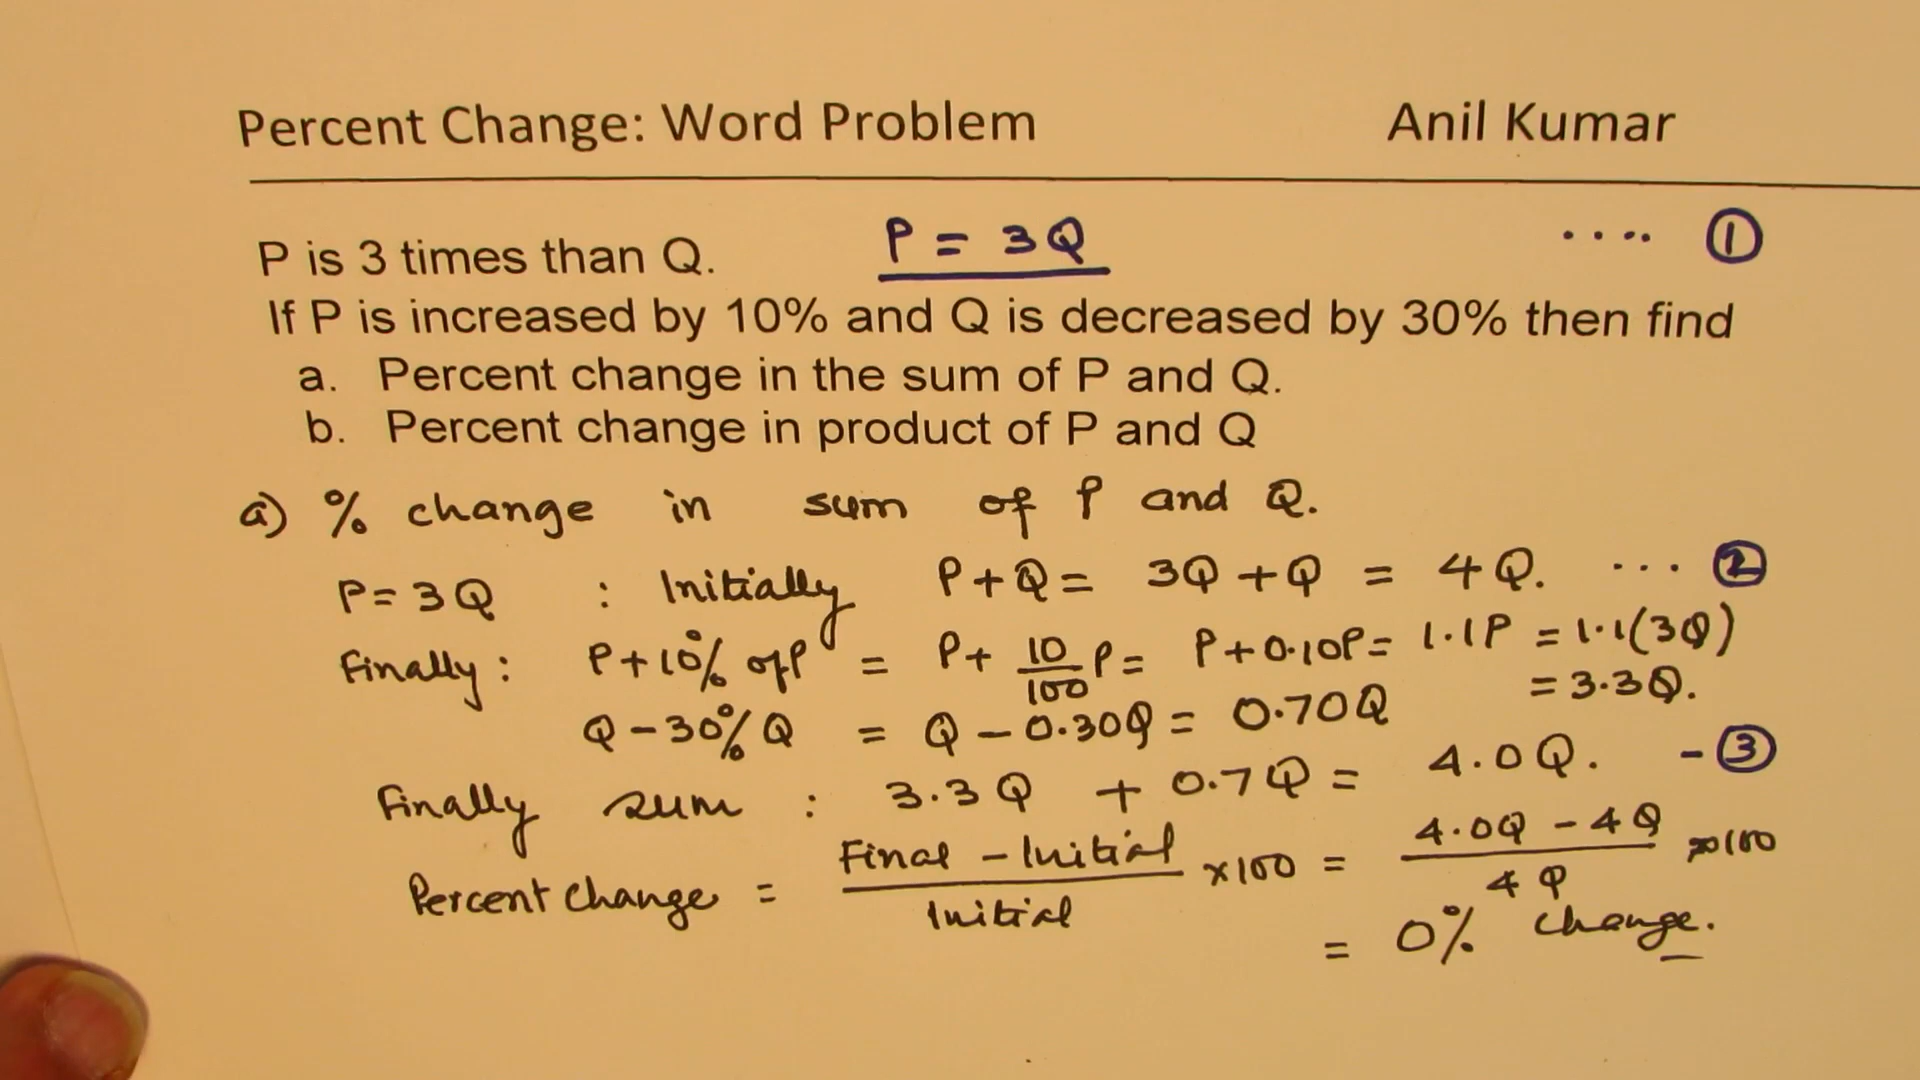 Percent Change: Word Problem Anil Kumar
P is 3 times than Q. P = 3Q .... ①
If P is increased by 10% and Q is decreased by 30% then find
a. Percent change in the sum of P and Q.
b. Percent change in product of P and Q
a) % change in sum of P and Q.
P = 3Q : Initially P + Q = 3Q + Q = 4Q. ... ②
Finally: P + 10% of P = P + 10/100 P = P + 0.10P = 1.1P = 1.1(3Q)
= 3.3Q.
Q - 30% Q = Q - 0.30Q = 0.70Q
Finally sum : 3.3Q + 0.7Q = 4.0Q. - ③
Percent Change = Final - Initial / Initial × 100 = 4.0Q - 4Q / 4Q × 100
= 0% change.